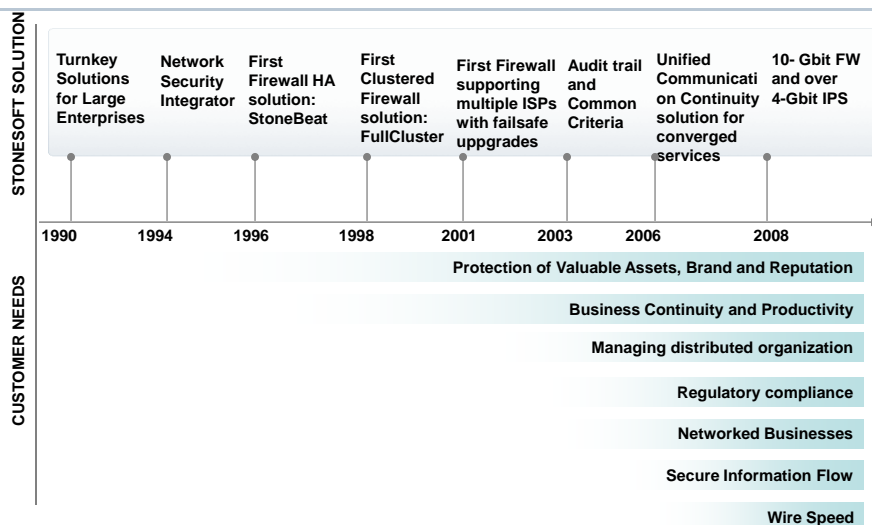 STONESOFT SOLUTION
Turnkey
Solutions
for Large
Enterprises
Network
Security
Integrator
First
Firewall HA
solution:
StoneBeat
First
Clustered
Firewall
solution:
FullCluster
First Firewall
supporting
multiple ISPs
with failsafe
uppgrades
Audit trail
and
Common
Criteria
Unified
Communicati
on Continuity
solution for
converged
services
10- Gbit FW
and over
4-Gbit IPS
1990
1994
1996
1998
2001
2003
2006
2008
CUSTOMER NEEDS
Protection of Valuable Assets, Brand and Reputation
Business Continuity and Productivity
Managing distributed organization
Regulatory compliance
Networked Businesses
Secure Information Flow
Wire Speed